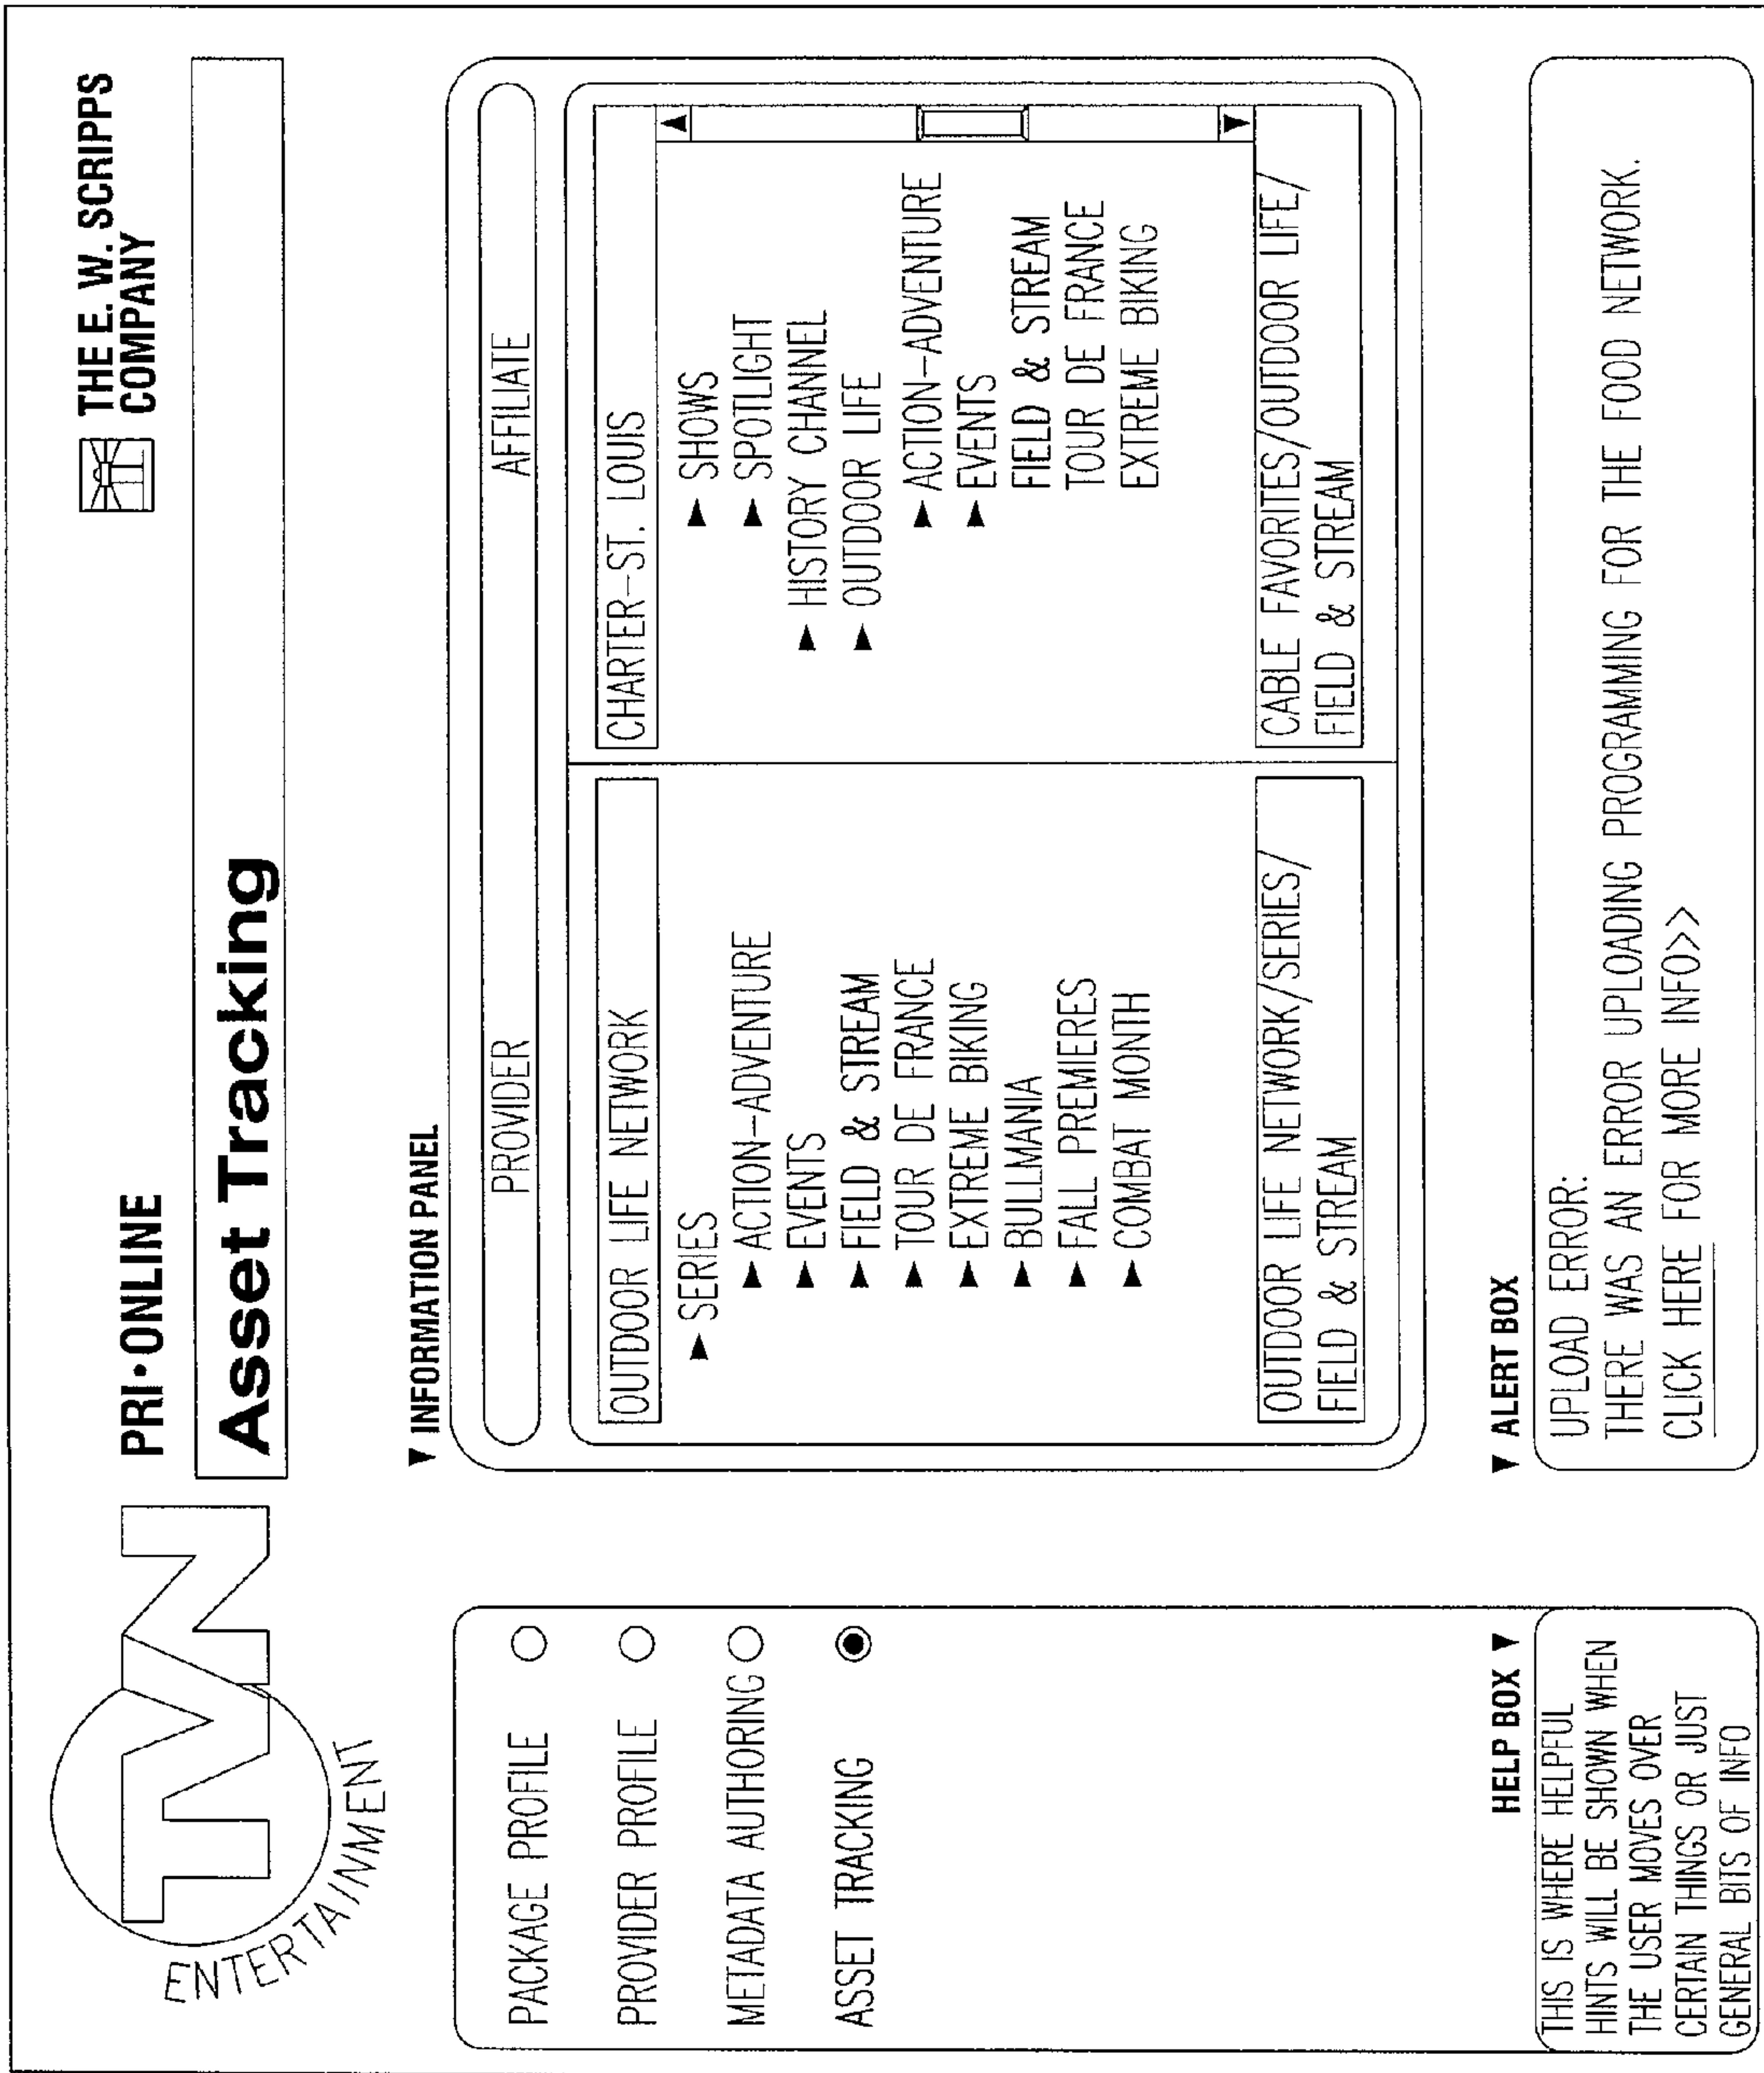 TVN
ENTERTAINMENT
PRI•ONLINE
THE E. W. SCRIPPS
COMPANY
Asset Tracking
PACKAGE PROFILE
PROVIDER PROFILE
METADATA AUTHORING
ASSET TRACKING
HELP BOX ▼
THIS IS WHERE HELPFUL
HINTS WILL BE SHOWN WHEN
THE USER MOVES OVER
CERTAIN THINGS OR JUST
GENERAL BITS OF INFO
▼ INFORMATION PANEL
PROVIDER
AFFILIATE
OUTDOOR LIFE NETWORK
► SERIES
► ACTION-ADVENTURE
► EVENTS
► FIELD & STREAM
► TOUR DE FRANCE
► EXTREME BIKING
► BULLMANIA
► FALL PREMIERES
► COMBAT MONTH
OUTDOOR LIFE NETWORK/SERIES/
FIELD & STREAM
CHARTER-ST. LOUIS
► SHOWS
► SPOTLIGHT
► HISTORY CHANNEL
► OUTDOOR LIFE
► ACTION-ADVENTURE
► EVENTS
FIELD & STREAM
TOUR DE FRANCE
EXTREME BIKING
CABLE FAVORITES/OUTDOOR LIFE/
FIELD & STREAM
▼ ALERT BOX
UPLOAD ERROR:
THERE WAS AN ERROR UPLOADING PROGRAMMING FOR THE FOOD NETWORK.
CLICK HERE FOR MORE INFO>>